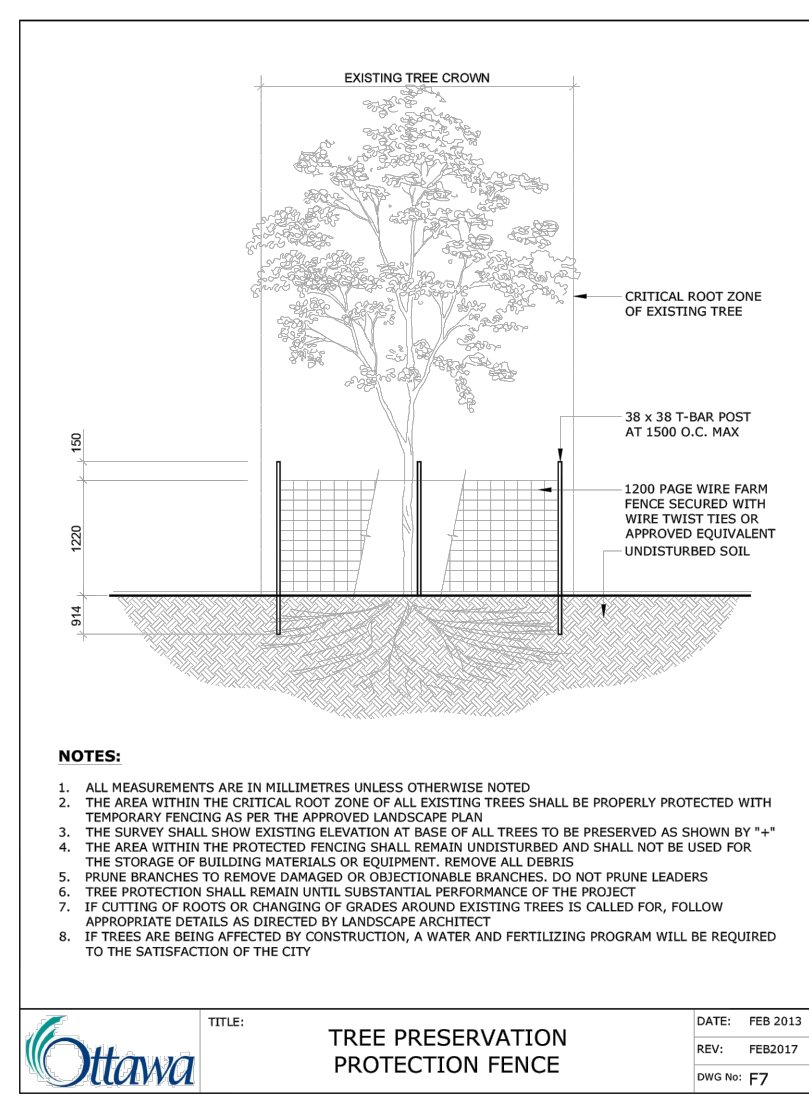 EXISTING TREE CROWN
CRITICAL ROOT ZONE
OF EXISTING TREE
38 x 38 T-BAR POST
AT 1500 O.C. MAX
150
1200 PAGE WIRE FARM
FENCE SECURED WITH
WIRE TWIST TIES OR
APPROVED EQUIVALENT
UNDISTURBED SOIL
1220
914
NOTES:
1. ALL MEASUREMENTS ARE IN MILLIMETRES UNLESS OTHERWISE NOTED
2. THE AREA WITHIN THE CRITICAL ROOT ZONE OF ALL EXISTING TREES SHALL BE PROPERLY PROTECTED WITH
TEMPORARY FENCING AS PER THE APPROVED LANDSCAPE PLAN
3. THE SURVEY SHALL SHOW EXISTING ELEVATION AT BASE OF ALL TREES TO BE PRESERVED AS SHOWN BY "+"
4. THE AREA WITHIN THE PROTECTED FENCING SHALL REMAIN UNDISTURBED AND SHALL NOT BE USED FOR
THE STORAGE OF BUILDING MATERIALS OR EQUIPMENT. REMOVE ALL DEBRIS
5. PRUNE BRANCHES TO REMOVE DAMAGED OR OBJECTIONABLE BRANCHES. DO NOT PRUNE LEADERS
6. TREE PROTECTION SHALL REMAIN UNTIL SUBSTANTIAL PERFORMANCE OF THE PROJECT
7. IF CUTTING OF ROOTS OR CHANGING OF GRADES AROUND EXISTING TREES IS CALLED FOR, FOLLOW
APPROPRIATE DETAILS AS DIRECTED BY LANDSCAPE ARCHITECT
8. IF TREES ARE BEING AFFECTED BY CONSTRUCTION, A WATER AND FERTILIZING PROGRAM WILL BE REQUIRED
TO THE SATISFACTION OF THE CITY
Ottawa
TITLE:
TREE PRESERVATION
PROTECTION FENCE
DATE: FEB 2013
REV: FEB2017
DWG No: F7